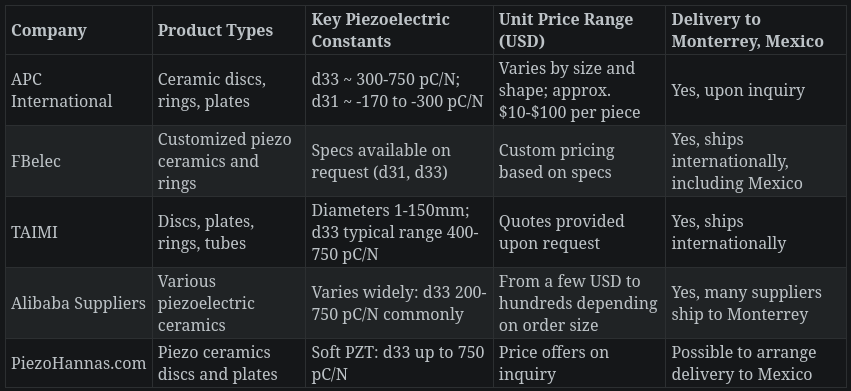 Company
Product Types
Key Piezoelectric
Constants
Unit Price Range
(USD)
Delivery to
Monterrey, Mexico
APC
International
Ceramic discs,
rings, plates
d33 ~ 300-750 pC/N;
d31 ~ -170 to -300 pC/N
Varies by size and
shape; approx.
$10-$100 per piece
Yes, upon inquiry
FBelec
Customized piezo
ceramics and
rings
Specs available on
request (d31, d33)
Custom pricing
based on specs
Yes, ships
internationally,
including Mexico
TAIMI
Discs, plates,
rings, tubes
Diameters 1-150mm;
d33 typical range 400-
750 pC/N
Quotes provided
upon request
Yes, ships
internationally
Alibaba Suppliers
Various
piezoelectric
ceramics
Varies widely: d33 200-
750 pC/N commonly
From a few USD to
hundreds depending
on order size
Yes, many suppliers
ship to Monterrey
PiezoHannas.com
Piezo ceramics
discs and plates
Soft PZT: d33 up to 750
pC/N
Price offers on
inquiry
Possible to arrange
delivery to Mexico